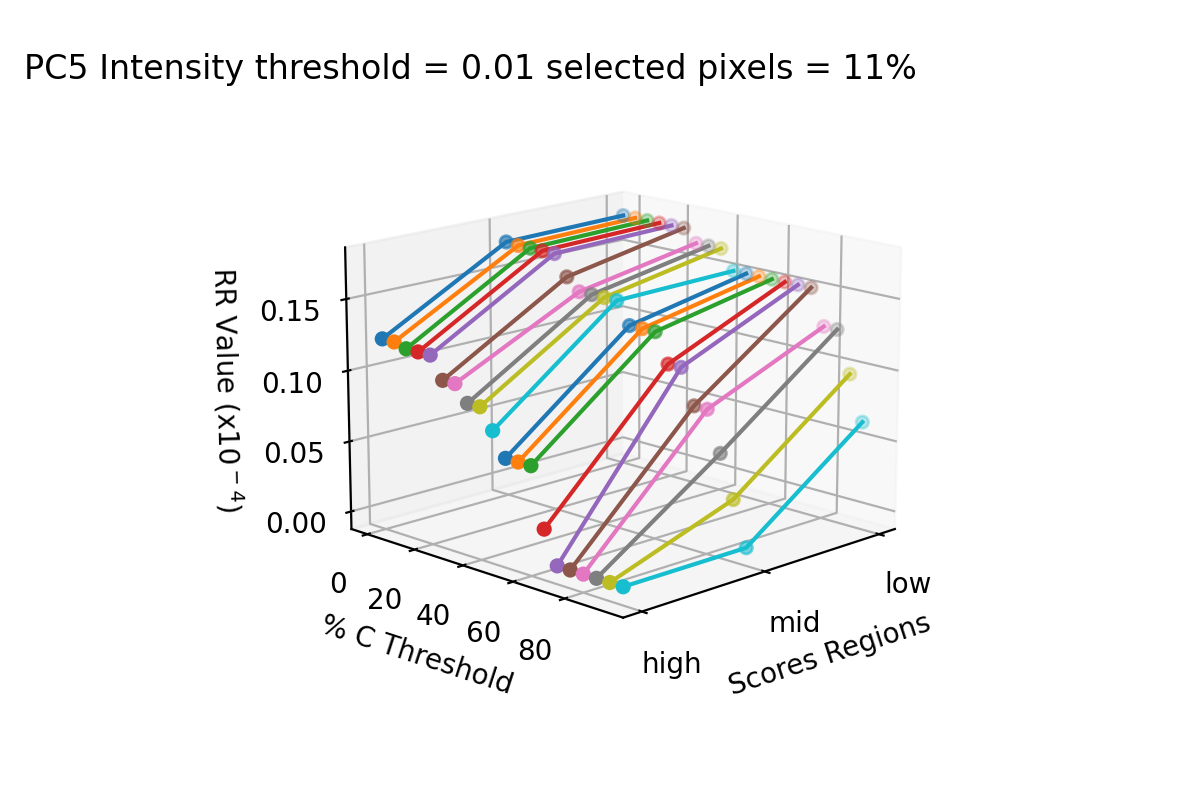 PC5 Intensity threshold = 0.01 selected pixels = 11%
RR Value (x10⁻⁴)
0.15
0.10
0.05
0.00
0
20
40
60
80
% C Threshold
high
mid
low
Scores Regions